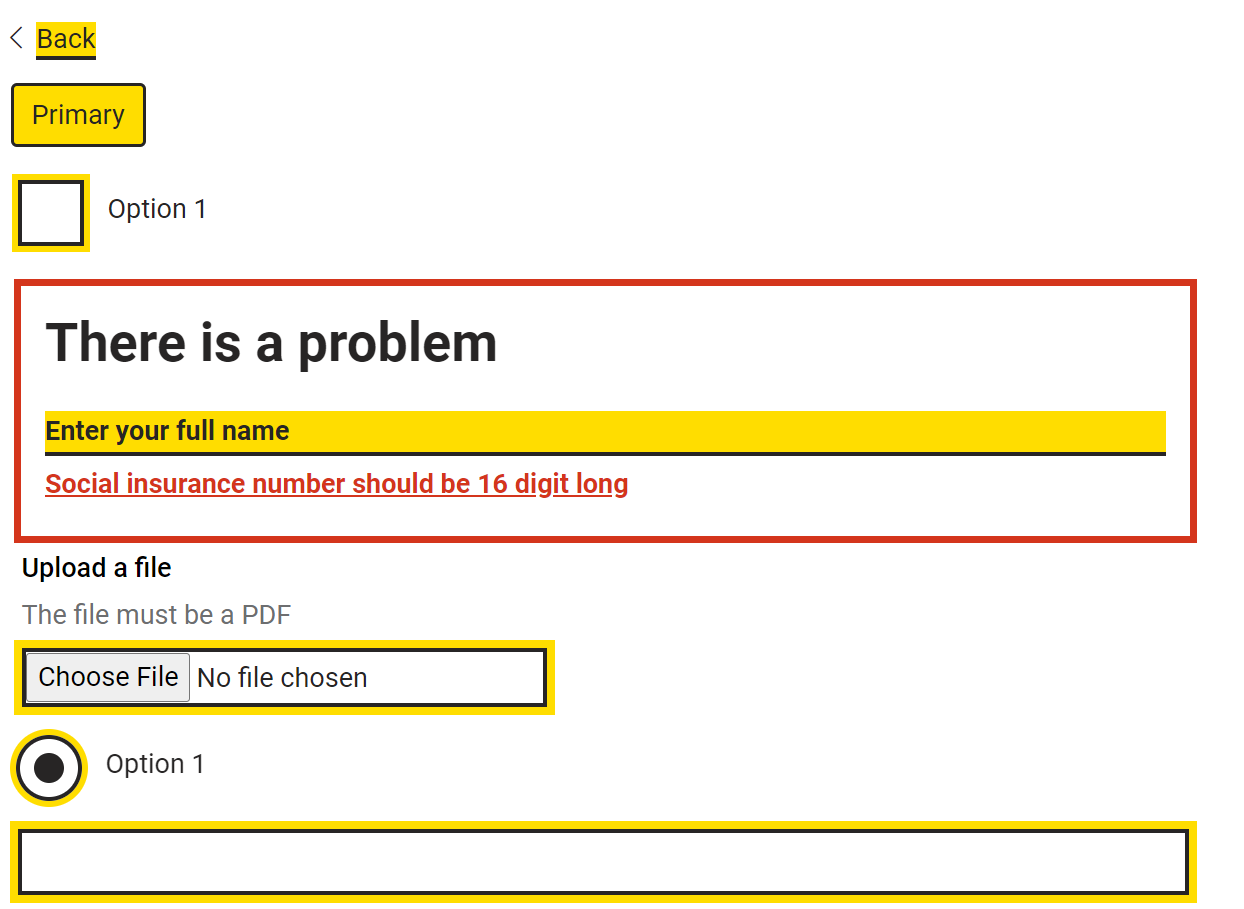 Back
Primary
Option 1
There is a problem
Enter your full name
Social insurance number should be 16 digit long
Upload a file
The file must be a PDF
Choose File No file chosen
Option 1